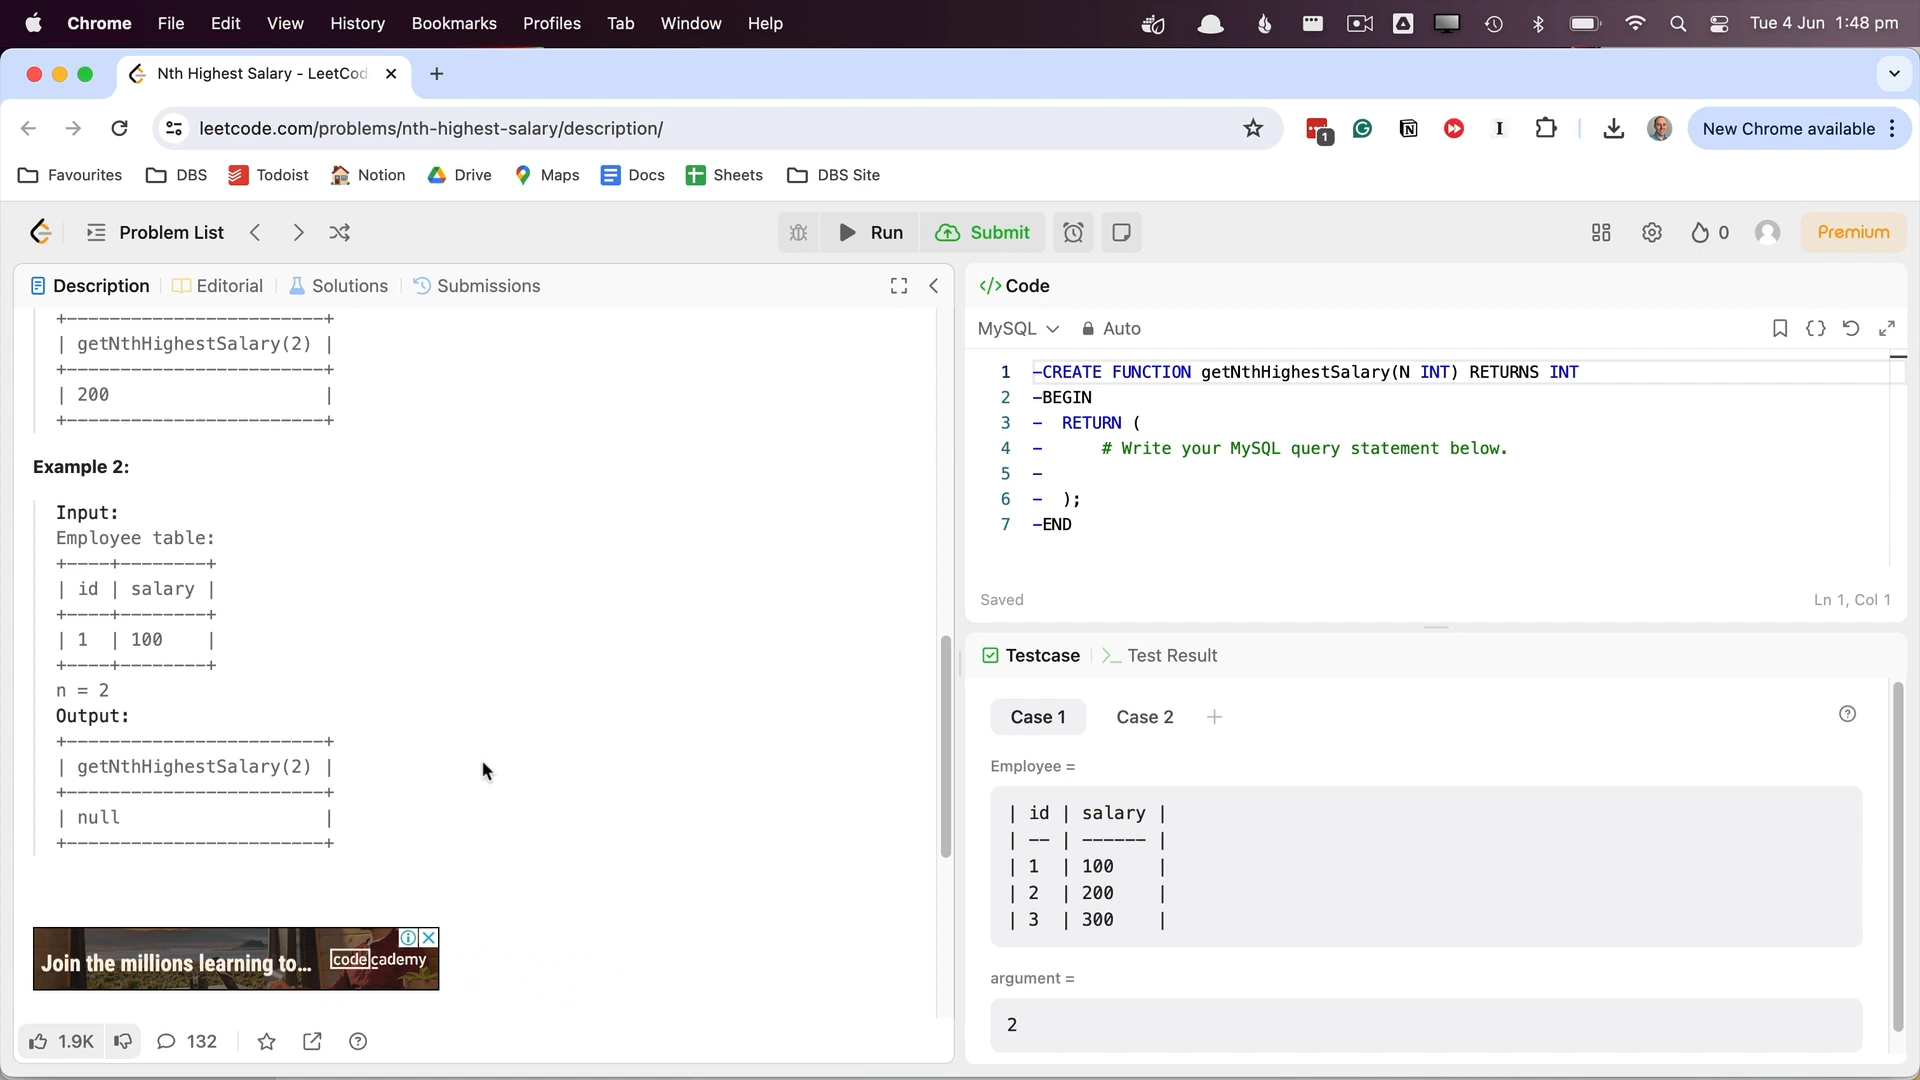 Chrome File Edit View History Bookmarks Profiles Tab Window Help Tue 4 Jun 1:48 pm
Nth Highest Salary - LeetCod
leetcode.com/problems/nth-highest-salary/description/ 1 New Chrome available
Favourites DBS Todoist Notion Drive Maps Docs Sheets DBS Site
Problem List Run Submit 0 Premium
Description Editorial Solutions Submissions
+------------------------+
| getNthHighestSalary(2) |
+------------------------+
| 200                    |
+------------------------+
Example 2:
Input:
Employee table:
+----+--------+
| id | salary |
+----+--------+
| 1  | 100    |
+----+--------+
n = 2
Output:
+------------------------+
| getNthHighestSalary(2) |
+------------------------+
| null                   |
+------------------------+
Join the millions learning to... codecademy
1.9K 132
</> Code
MySQL Auto
1 -CREATE FUNCTION getNthHighestSalary(N INT) RETURNS INT
2 -BEGIN
3 -  RETURN (
4 -      # Write your MySQL query statement below.
5 -
6 -  );
7 -END
Saved Ln 1, Col 1
Testcase Test Result
Case 1 Case 2 +
Employee =
| id | salary |
| -- | ------ |
| 1  | 100    |
| 2  | 200    |
| 3  | 300    |
argument =
2